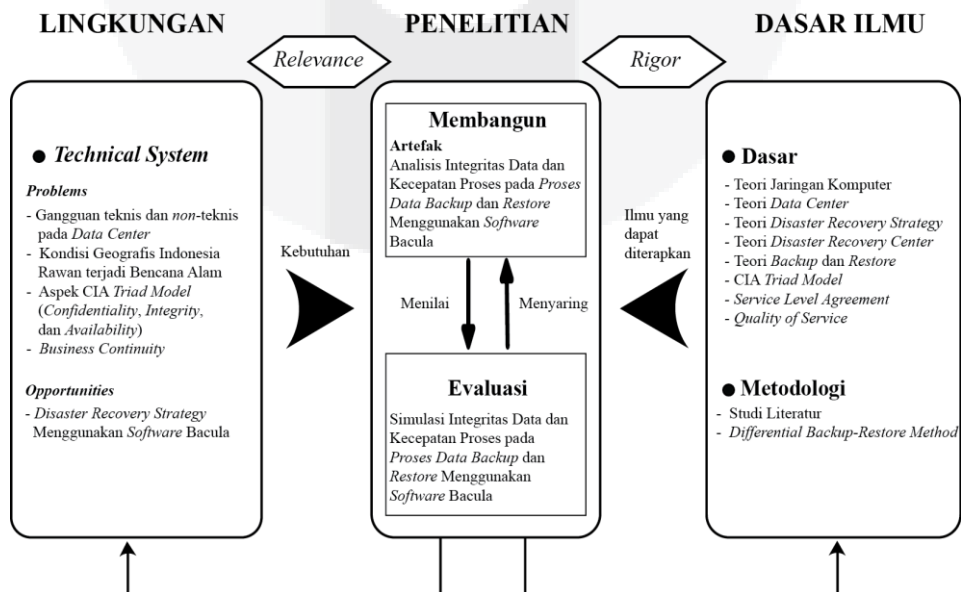 LINGKUNGAN
PENELITIAN
DASAR ILMU
Relevance
Rigor
● Technical System
Problems
- Gangguan teknis dan non-teknis
pada Data Center
- Kondisi Geografis Indonesia
Rawan terjadi Bencana Alam
- Aspek CIA Triad Model
(Confidentiality, Integrity,
dan Availability)
- Business Continuity
Opportunities
- Disaster Recovery Strategy
Menggunakan Software Bacula
Kebutuhan
Membangun
Artefak
Analisis Integritas Data dan
Kecepatan Proses pada Proses
Data Backup dan Restore
Menggunakan Software
Bacula
Menilai
Menyaring
Evaluasi
Simulasi Integritas Data dan
Kecepatan Proses pada
Proses Data Backup dan
Restore Menggunakan
Software Bacula
Ilmu yang
dapat
diterapkan
● Dasar
- Teori Jaringan Komputer
- Teori Data Center
- Teori Disaster Recovery Strategy
- Teori Disaster Recovery Center
- Teori Backup dan Restore
- CIA Triad Model
- Service Level Agreement
- Quality of Service
● Metodologi
- Studi Literatur
- Differential Backup-Restore Method